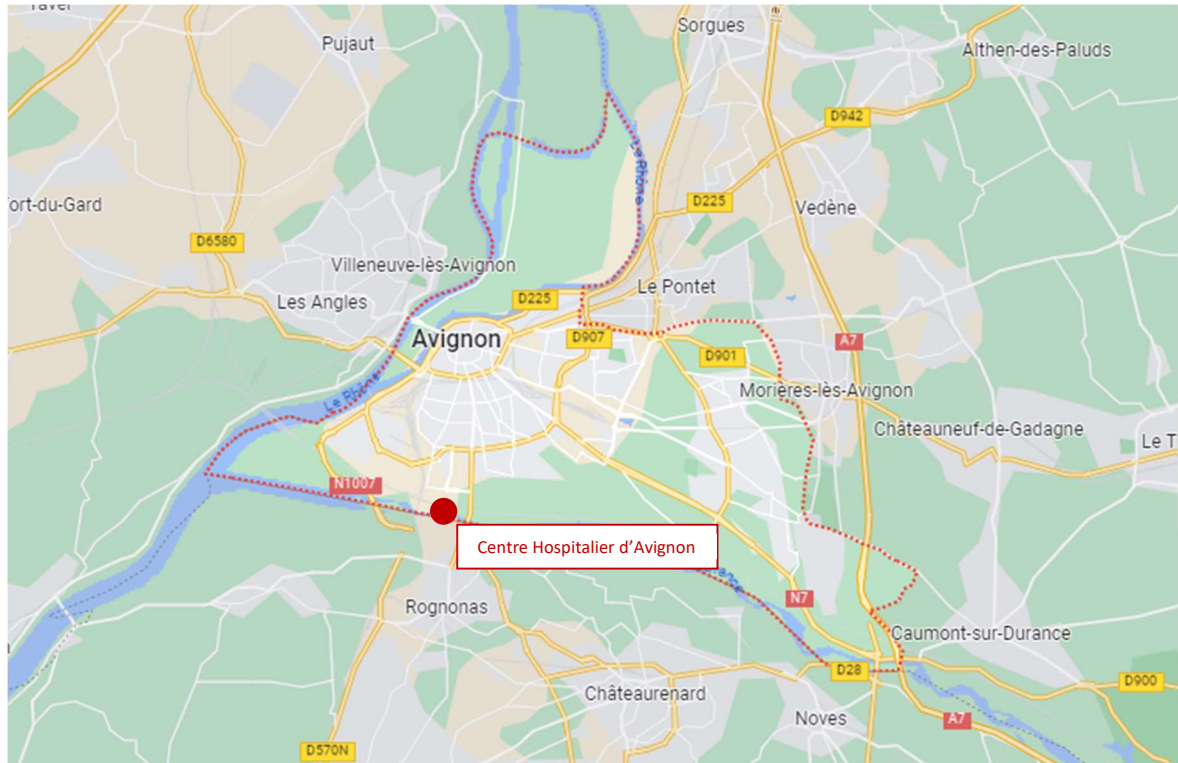 Sorgues
Pujaut
Althen-des-Paluds
D942
Le Rhône
ort-du-Gard
D225
Vedène
D6580
Villeneuve-lès-Avignon
Le Pontet
Les Angles
D225
Avignon
D907
A7
D901
Le Rhône
Morières-lès-Avignon
Châteauneuf-de-Gadagne
Le T
N1007
Centre Hospitalier d'Avignon
N7
Rognonas
Caumont-sur-Durance
D28
D900
Châteaurenard
Noves
A7
D570N